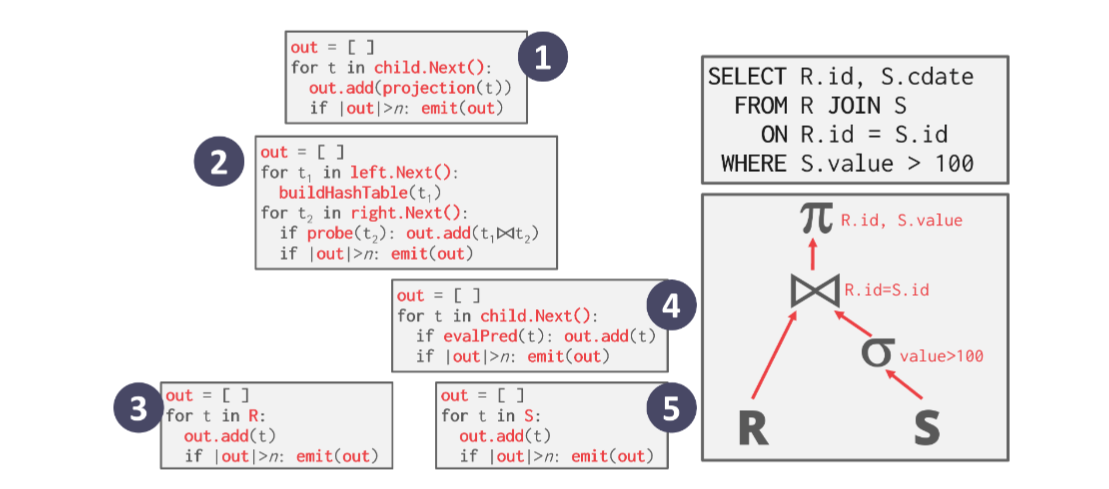 1
out = [ ]
for t in child.Next():
out.add(projection(t))
if |out|>n: emit(out)
2
out = [ ]
for t₁ in left.Next():
buildHashTable(t₁)
for t₂ in right.Next():
if probe(t₂): out.add(t₁⋈t₂)
if |out|>n: emit(out)
4
out = [ ]
for t in child.Next():
if evalPred(t): out.add(t)
if |out|>n: emit(out)
3
out = [ ]
for t in R:
out.add(t)
if |out|>n: emit(out)
5
out = [ ]
for t in S:
out.add(t)
if |out|>n: emit(out)
SELECT R.id, S.cdate
FROM R JOIN S
ON R.id = S.id
WHERE S.value > 100
π R.id, S.value
⋈ R.id=S.id
σ value>100
R S